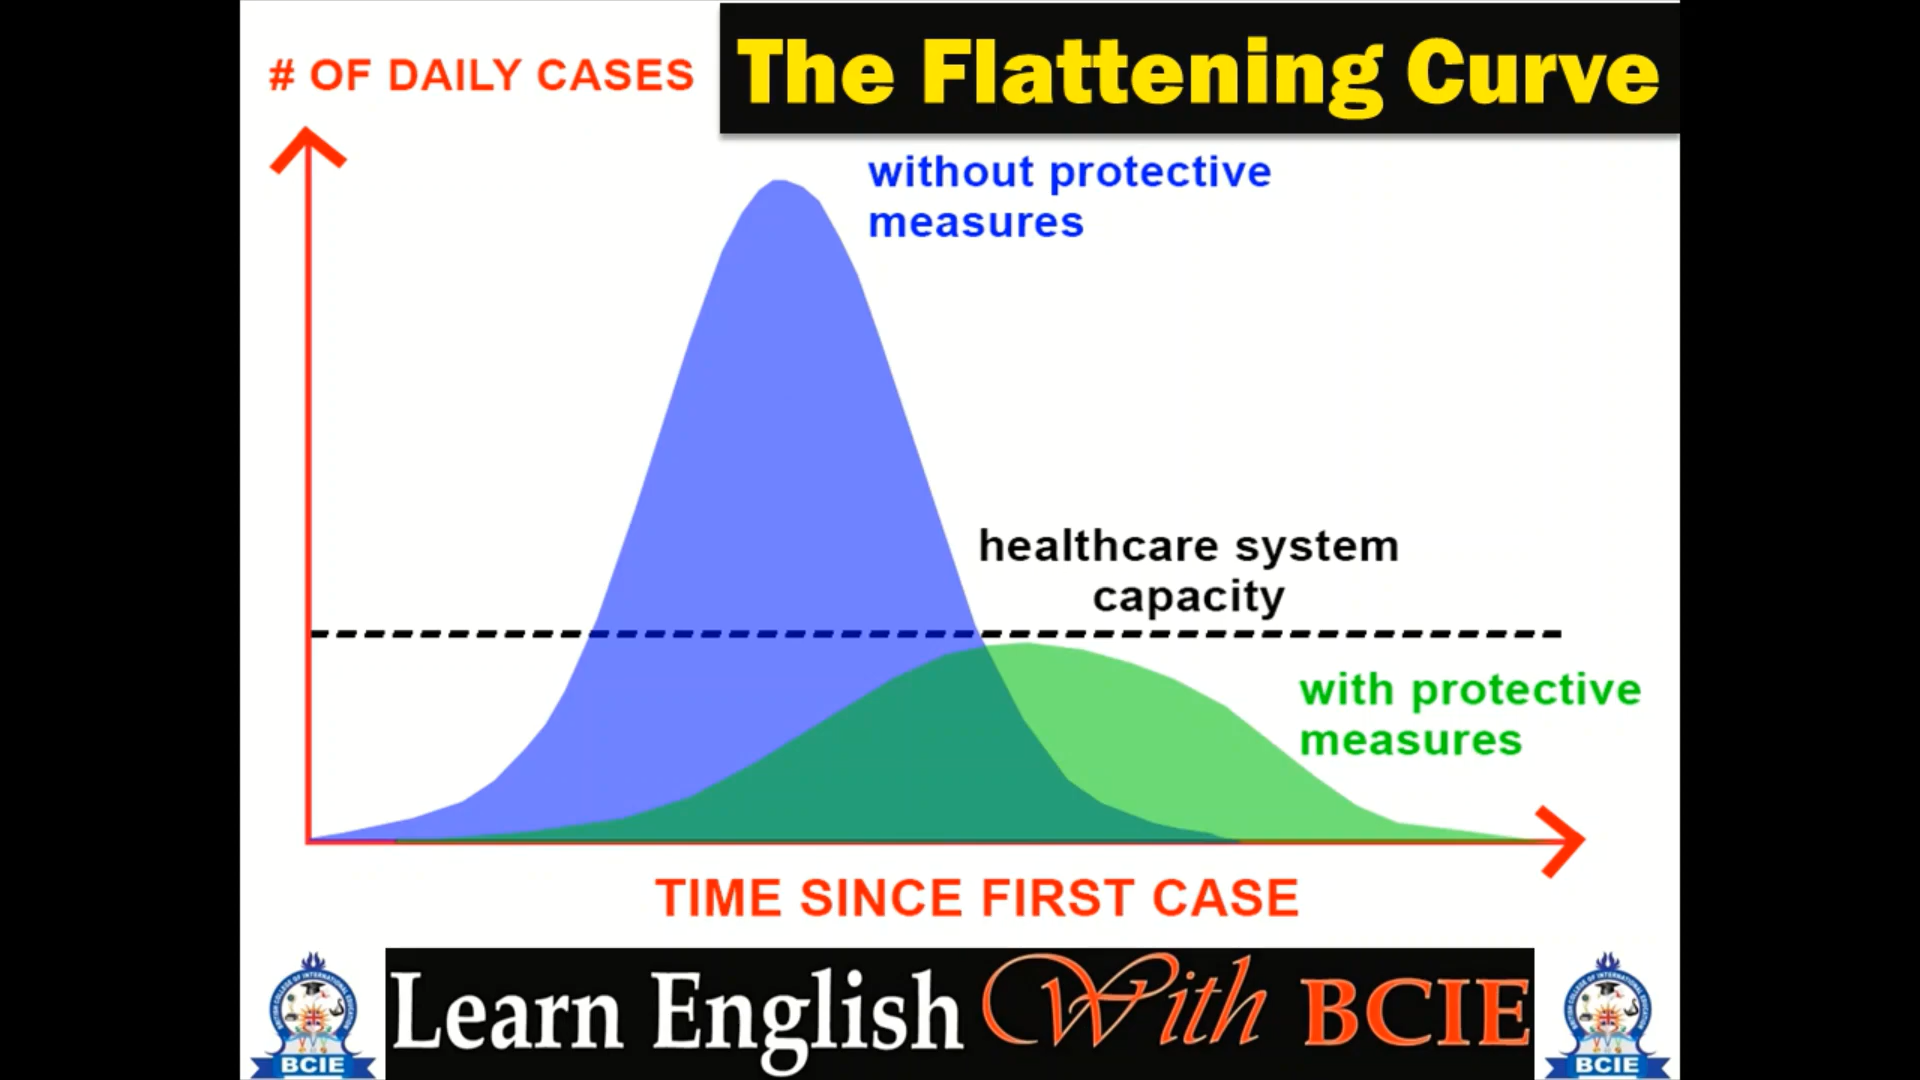 # OF DAILY CASES
The Flattening Curve
without protective
measures
healthcare system
capacity
with protective
measures
TIME SINCE FIRST CASE
Learn English With BCIE
BCIE
BCIE